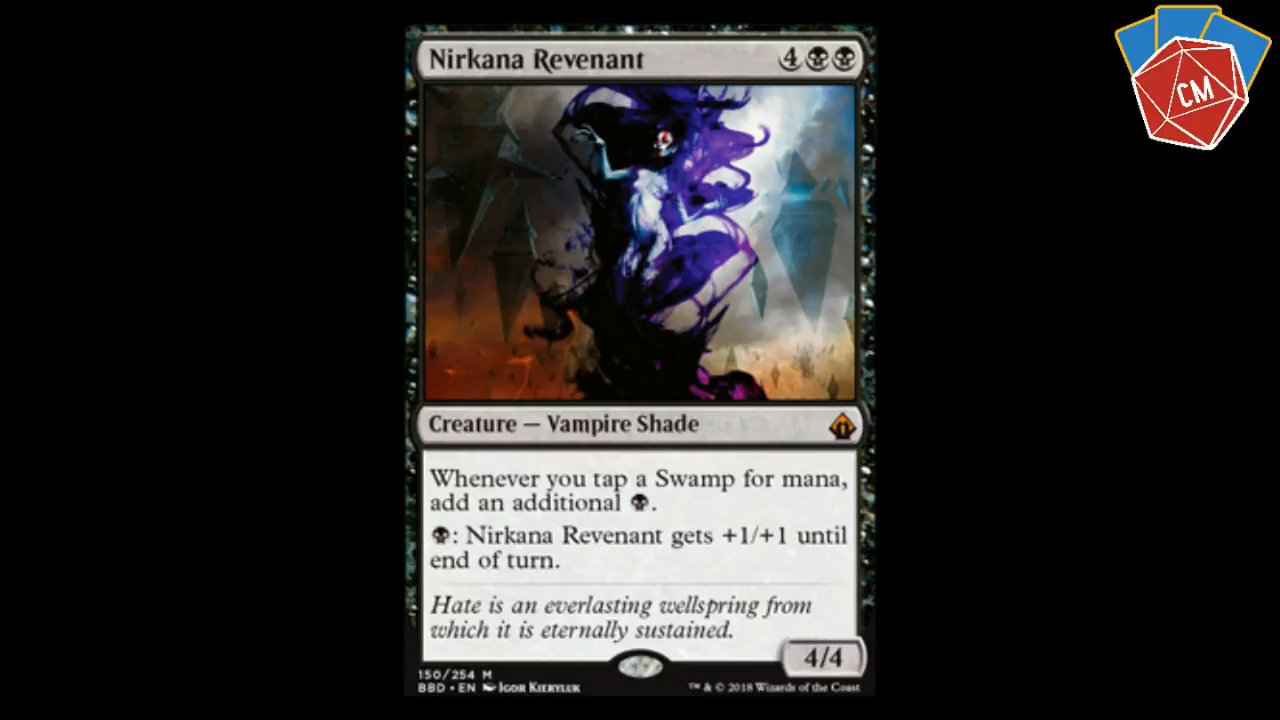 Nirkana Revenant 4
CM
Creature — Vampire Shade
Whenever you tap a Swamp for mana,
add an additional .
: Nirkana Revenant gets +1/+1 until
end of turn.
Hate is an everlasting wellspring from
which it is eternally sustained.
4/4
150/254 M
BBD • EN Igor Kieryluk
™ & © 2018 Wizards of the Coast